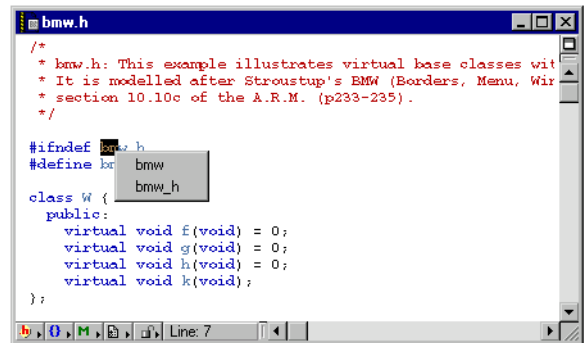 bmw.h
/*
 * bmw.h: This example illustrates virtual base classes wit
 * It is modelled after Stroustup's BMW (Borders, Menu, Wir
 * section 10.10c of the A.R.M. (p233-235).
 */
#ifndef bmw_h
#define bm
bmw
bmw_h
class W {
  public:
    virtual void f(void) = 0;
    virtual void g(void) = 0;
    virtual void h(void) = 0;
    virtual void k(void);
};
h {} M Line: 7